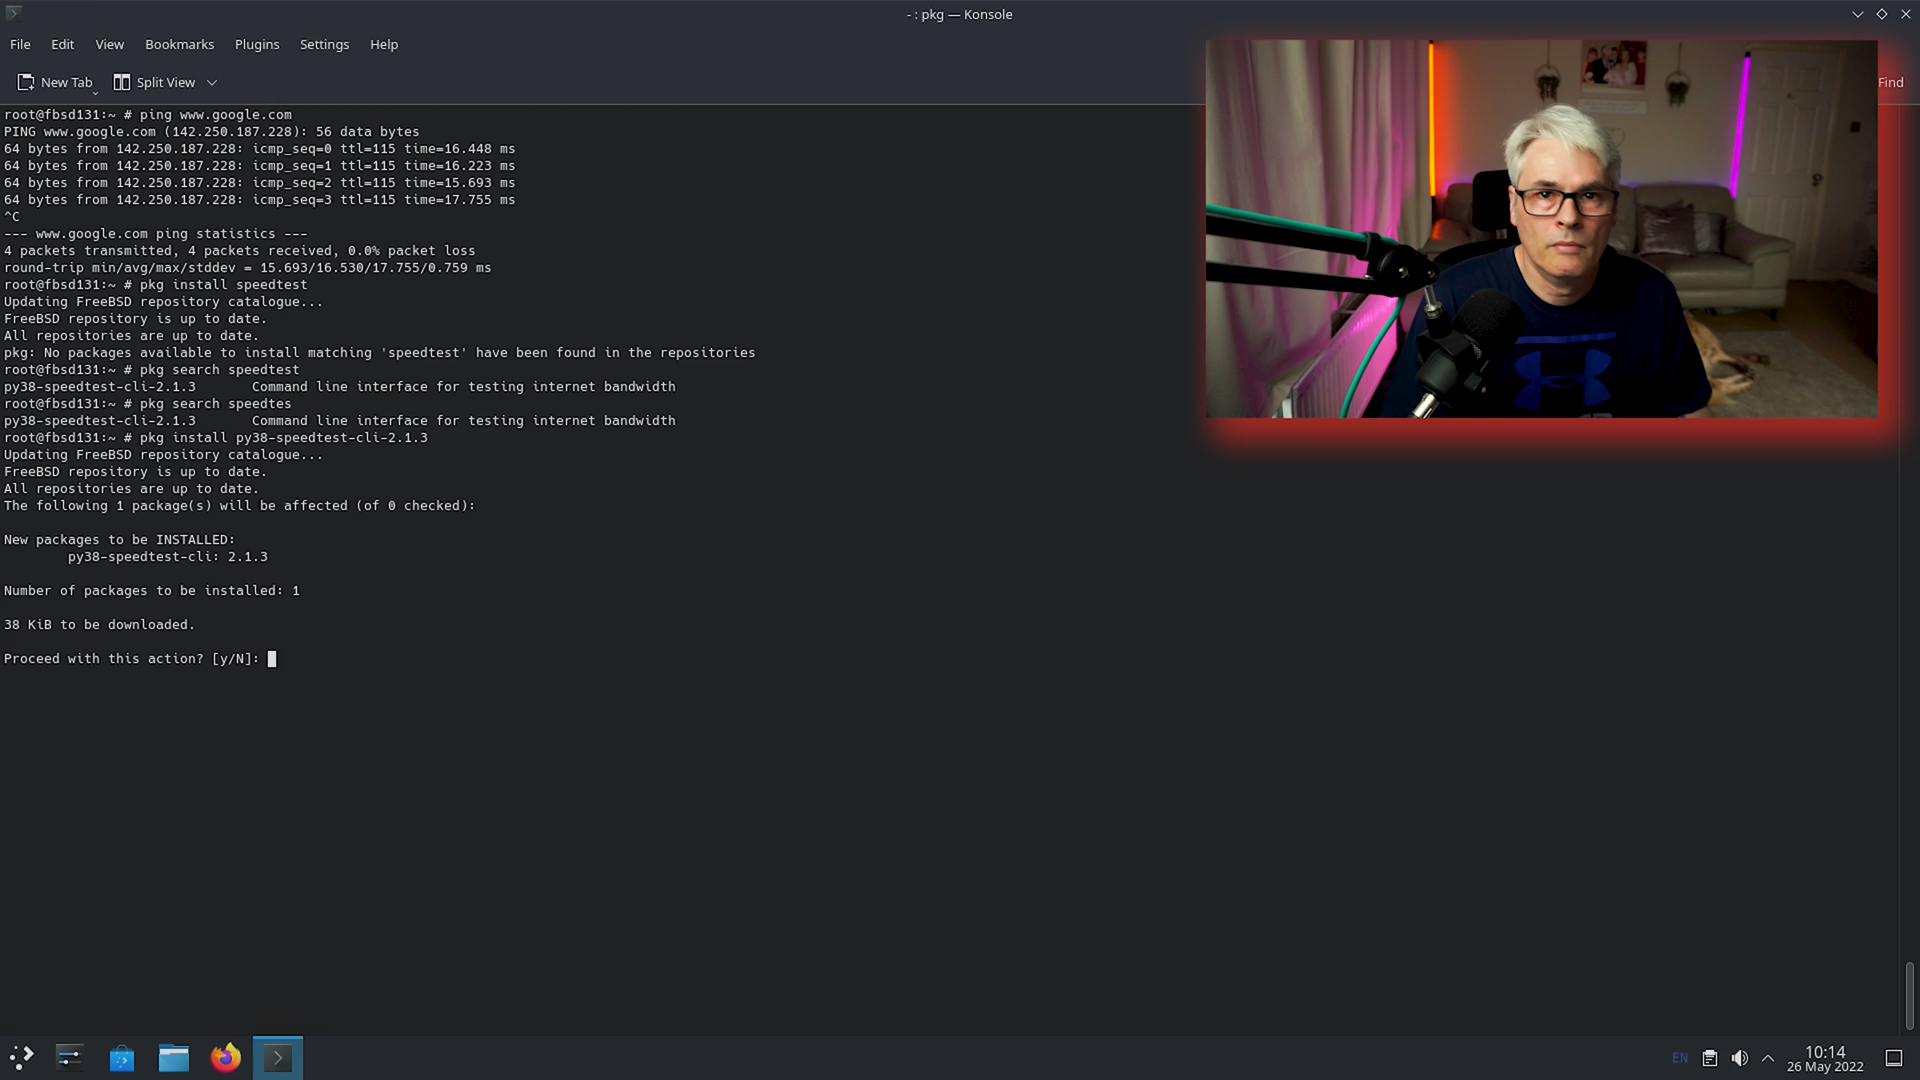 - : pkg — Konsole
File Edit View Bookmarks Plugins Settings Help
New Tab Split View Find
root@fbsd131:~ # ping www.google.com
PING www.google.com (142.250.187.228): 56 data bytes
64 bytes from 142.250.187.228: icmp_seq=0 ttl=115 time=16.448 ms
64 bytes from 142.250.187.228: icmp_seq=1 ttl=115 time=16.223 ms
64 bytes from 142.250.187.228: icmp_seq=2 ttl=115 time=15.693 ms
64 bytes from 142.250.187.228: icmp_seq=3 ttl=115 time=17.755 ms
^C
--- www.google.com ping statistics ---
4 packets transmitted, 4 packets received, 0.0% packet loss
round-trip min/avg/max/stddev = 15.693/16.530/17.755/0.759 ms
root@fbsd131:~ # pkg install speedtest
Updating FreeBSD repository catalogue...
FreeBSD repository is up to date.
All repositories are up to date.
pkg: No packages available to install matching 'speedtest' have been found in the repositories
root@fbsd131:~ # pkg search speedtest
py38-speedtest-cli-2.1.3       Command line interface for testing internet bandwidth
root@fbsd131:~ # pkg search speedtes
py38-speedtest-cli-2.1.3       Command line interface for testing internet bandwidth
root@fbsd131:~ # pkg install py38-speedtest-cli-2.1.3
Updating FreeBSD repository catalogue...
FreeBSD repository is up to date.
All repositories are up to date.
The following 1 package(s) will be affected (of 0 checked):
New packages to be INSTALLED:
py38-speedtest-cli: 2.1.3
Number of packages to be installed: 1
38 KiB to be downloaded.
Proceed with this action? [y/N]:
EN
10:14
26 May 2022